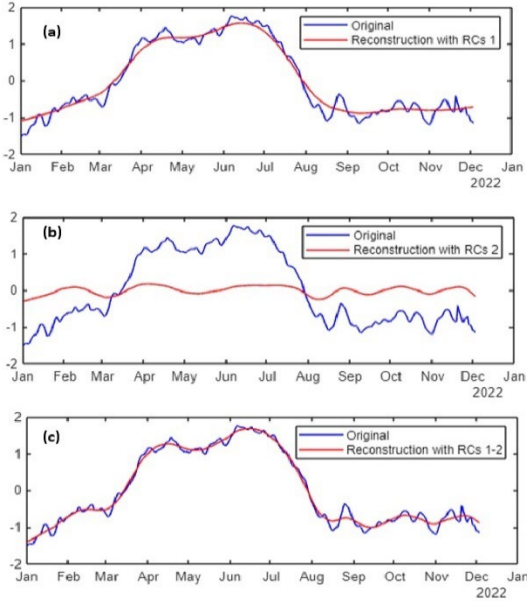 2
(a)
Original
Reconstruction with RCs 1
1
0
-1
-2
Jan Feb Mar Apr May Jun Jul Aug Sep Oct Nov Dec Jan
2022
2
(b)
Original
Reconstruction with RCs 2
1
0
-1
-2
Jan Feb Mar Apr May Jun Jul Aug Sep Oct Nov Dec Jan
2022
2
(c)
Original
Reconstruction with RCs 1-2
1
0
-1
-2
Jan Feb Mar Apr May Jun Jul Aug Sep Oct Nov Dec Jan
2022